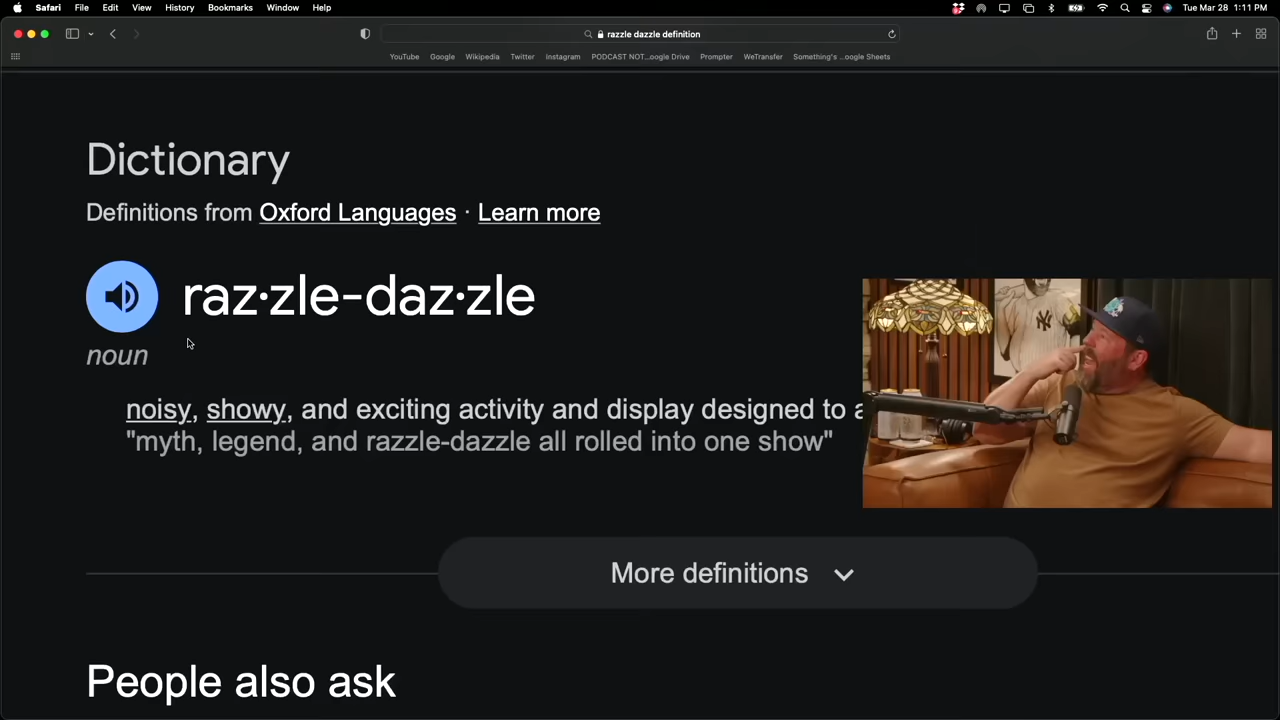 Safari File Edit View History Bookmarks Window Help Tue Mar 28 1:11 PM
razzle dazzle definition
YouTube Google Wikipedia Twitter Instagram PODCAST NOT...oogle Drive Prompter WeTransfer Something's ...oogle Sheets
Dictionary
Definitions from Oxford Languages · Learn more
raz·zle-daz·zle
noun
noisy, showy, and exciting activity and display designed to
"myth, legend, and razzle-dazzle all rolled into one show"
More definitions
People also ask